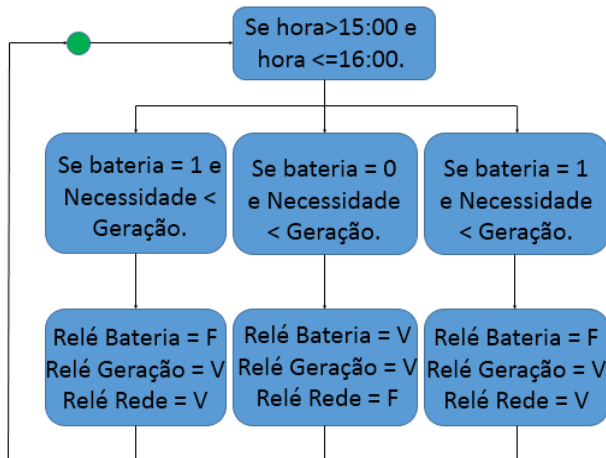 Se hora>15:00 e
hora <=16:00.
Se bateria = 1 e
Necessidade <
Geração.
Se bateria = 0
e Necessidade
< Geração.
Se bateria = 1
e Necessidade
< Geração.
Relé Bateria = F
Relé Geração = V
Relé Rede = V
Relé Bateria = V
Relé Geração = V
Relé Rede = F
Relé Bateria = F
Relé Geração = V
Relé Rede = V